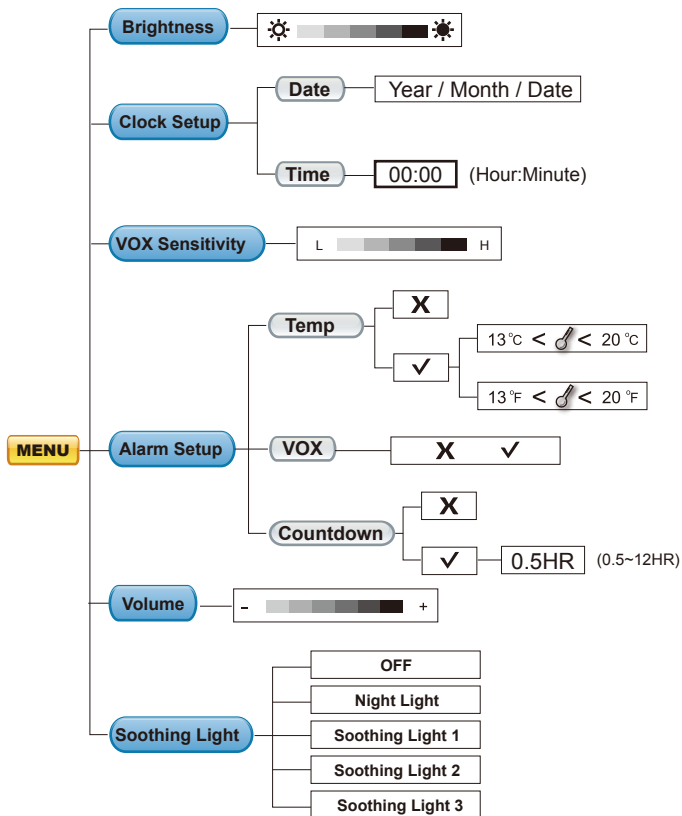 Brightness
Date
Year / Month / Date
Clock Setup
Time
00:00
(Hour:Minute)
VOX Sensitivity
L
H
Temp
X
✓
13 °C < < 20 °C
13 °F < < 20 °F
MENU
Alarm Setup
VOX
X ✓
Countdown
X
✓
0.5HR
(0.5~12HR)
Volume
- +
OFF
Night Light
Soothing Light
Soothing Light 1
Soothing Light 2
Soothing Light 3